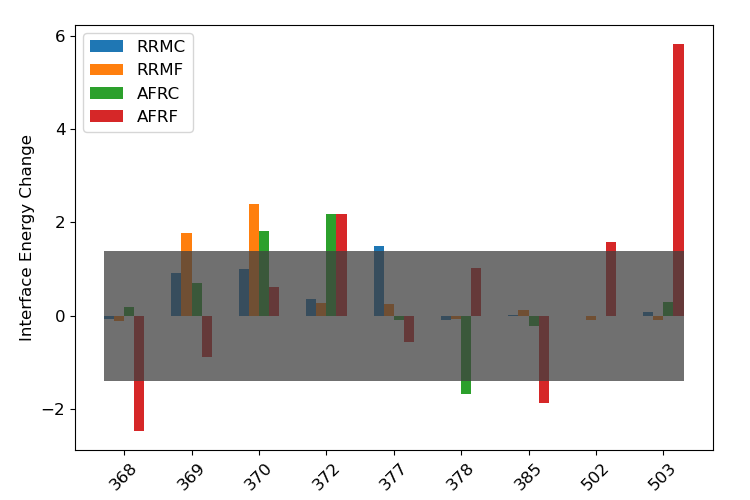 RRMC
RRMF
AFRC
AFRF
Interface Energy Change
6
4
2
0
−2
368 369 370 372 377 378 385 502 503